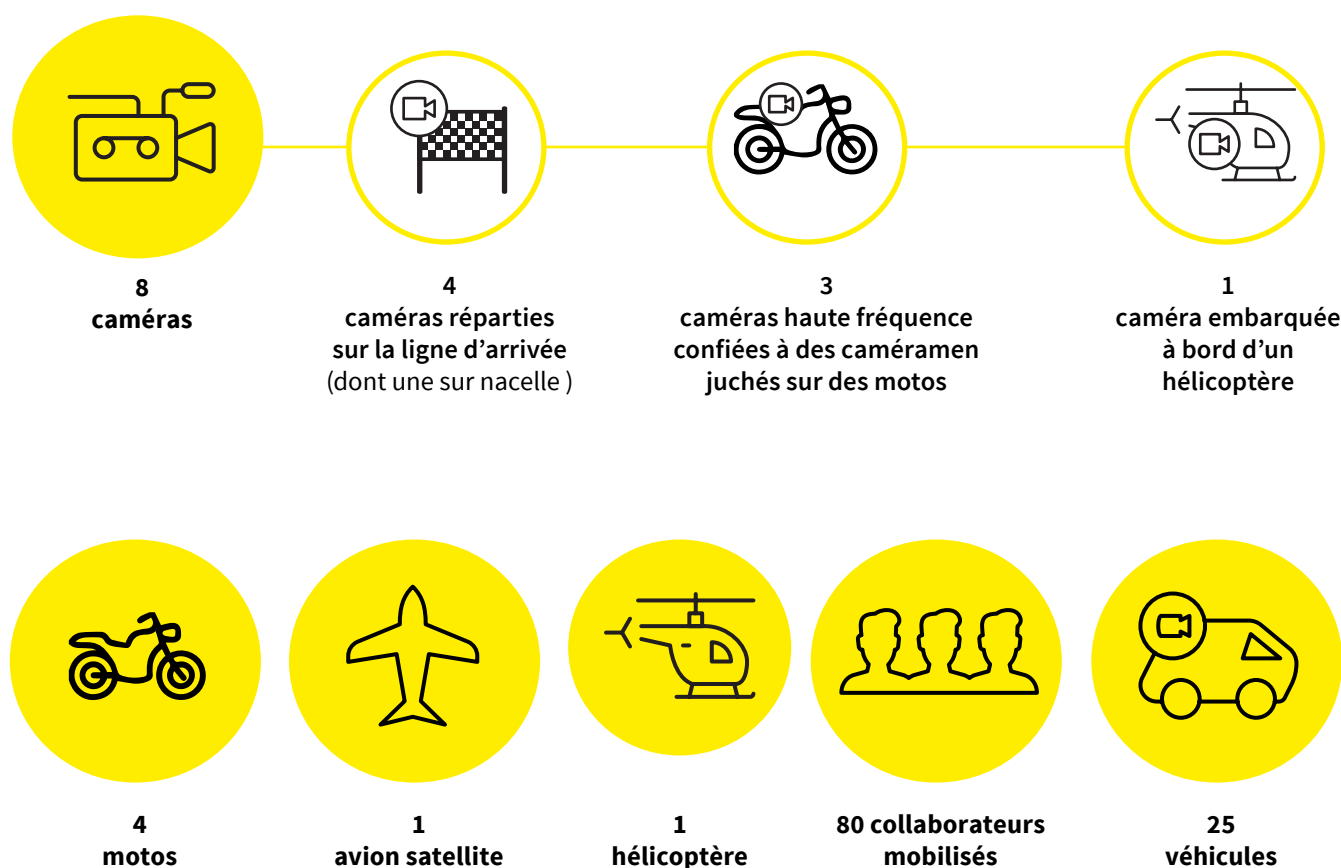 8
caméras
4
caméras réparties
sur la ligne d’arrivée
(dont une sur nacelle )
3
caméras haute fréquence
confiées à des caméramen
juchés sur des motos
1
caméra embarquée
à bord d’un
hélicoptère
4
motos
1
avion satellite
1
hélicoptère
80 collaborateurs
mobilisés
25
véhicules